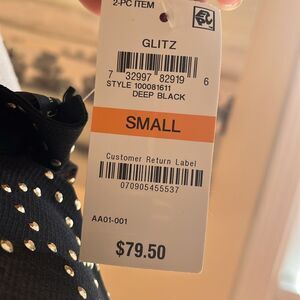 2-PC ITEM
GLITZ
7 32997 82919 6
STYLE 100081611
DEEP BLACK
SMALL
Customer Return Label
070905455537
AA01-001
$79.50